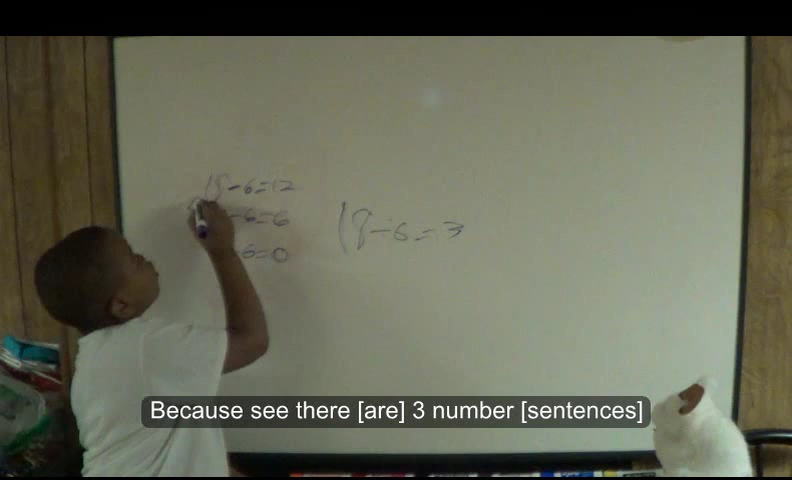 18-6=12
-6=6
6=0
18÷6=3
Because see there [are] 3 number [sentences]